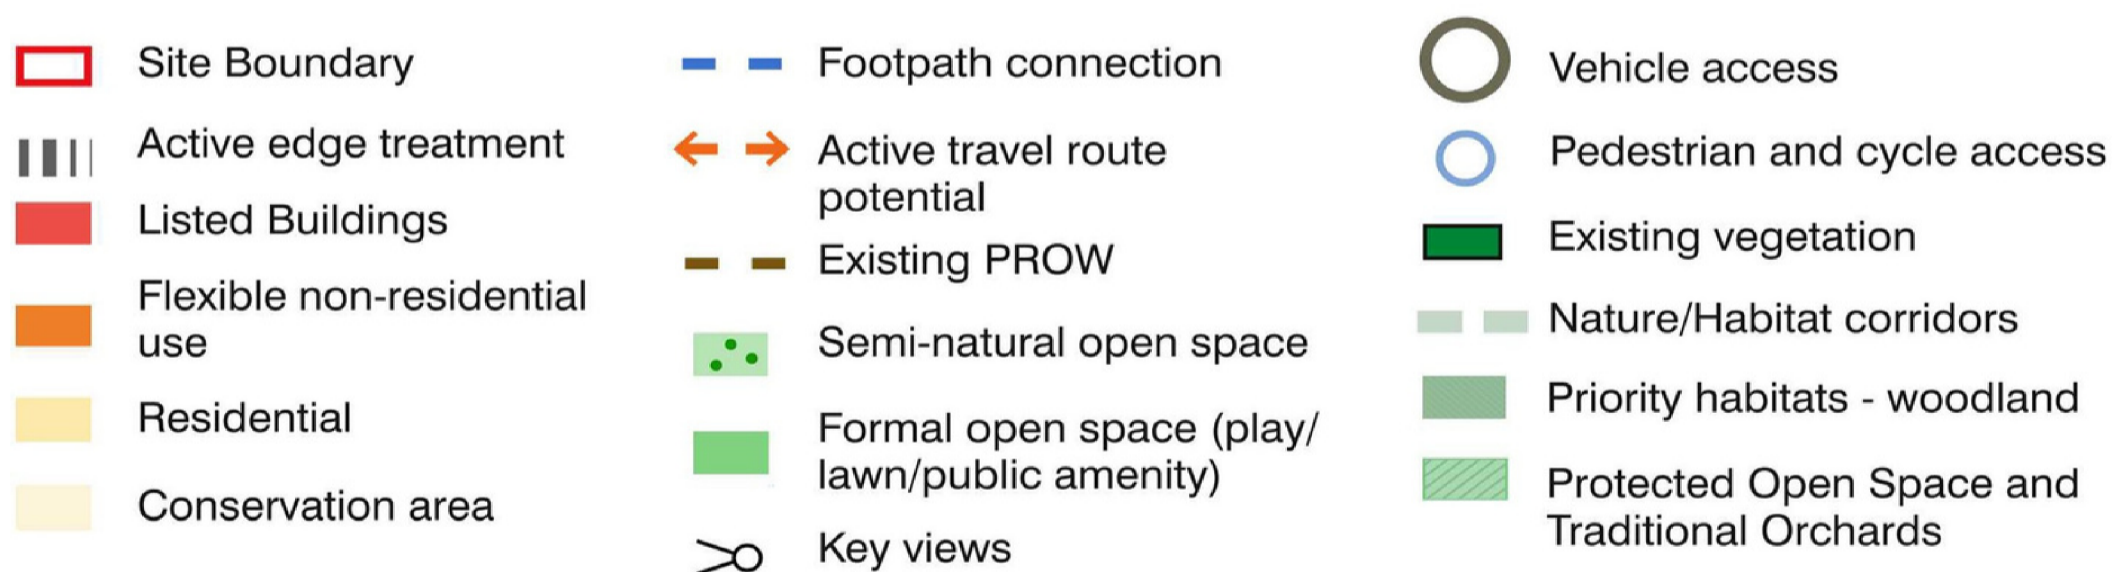 Site Boundary
Active edge treatment
Listed Buildings
Flexible non-residential
use
Residential
Conservation area
Footpath connection
Active travel route
potential
Existing PROW
Semi-natural open space
Formal open space (play/
lawn/public amenity)
Key views
Vehicle access
Pedestrian and cycle access
Existing vegetation
Nature/Habitat corridors
Priority habitats - woodland
Protected Open Space and
Traditional Orchards